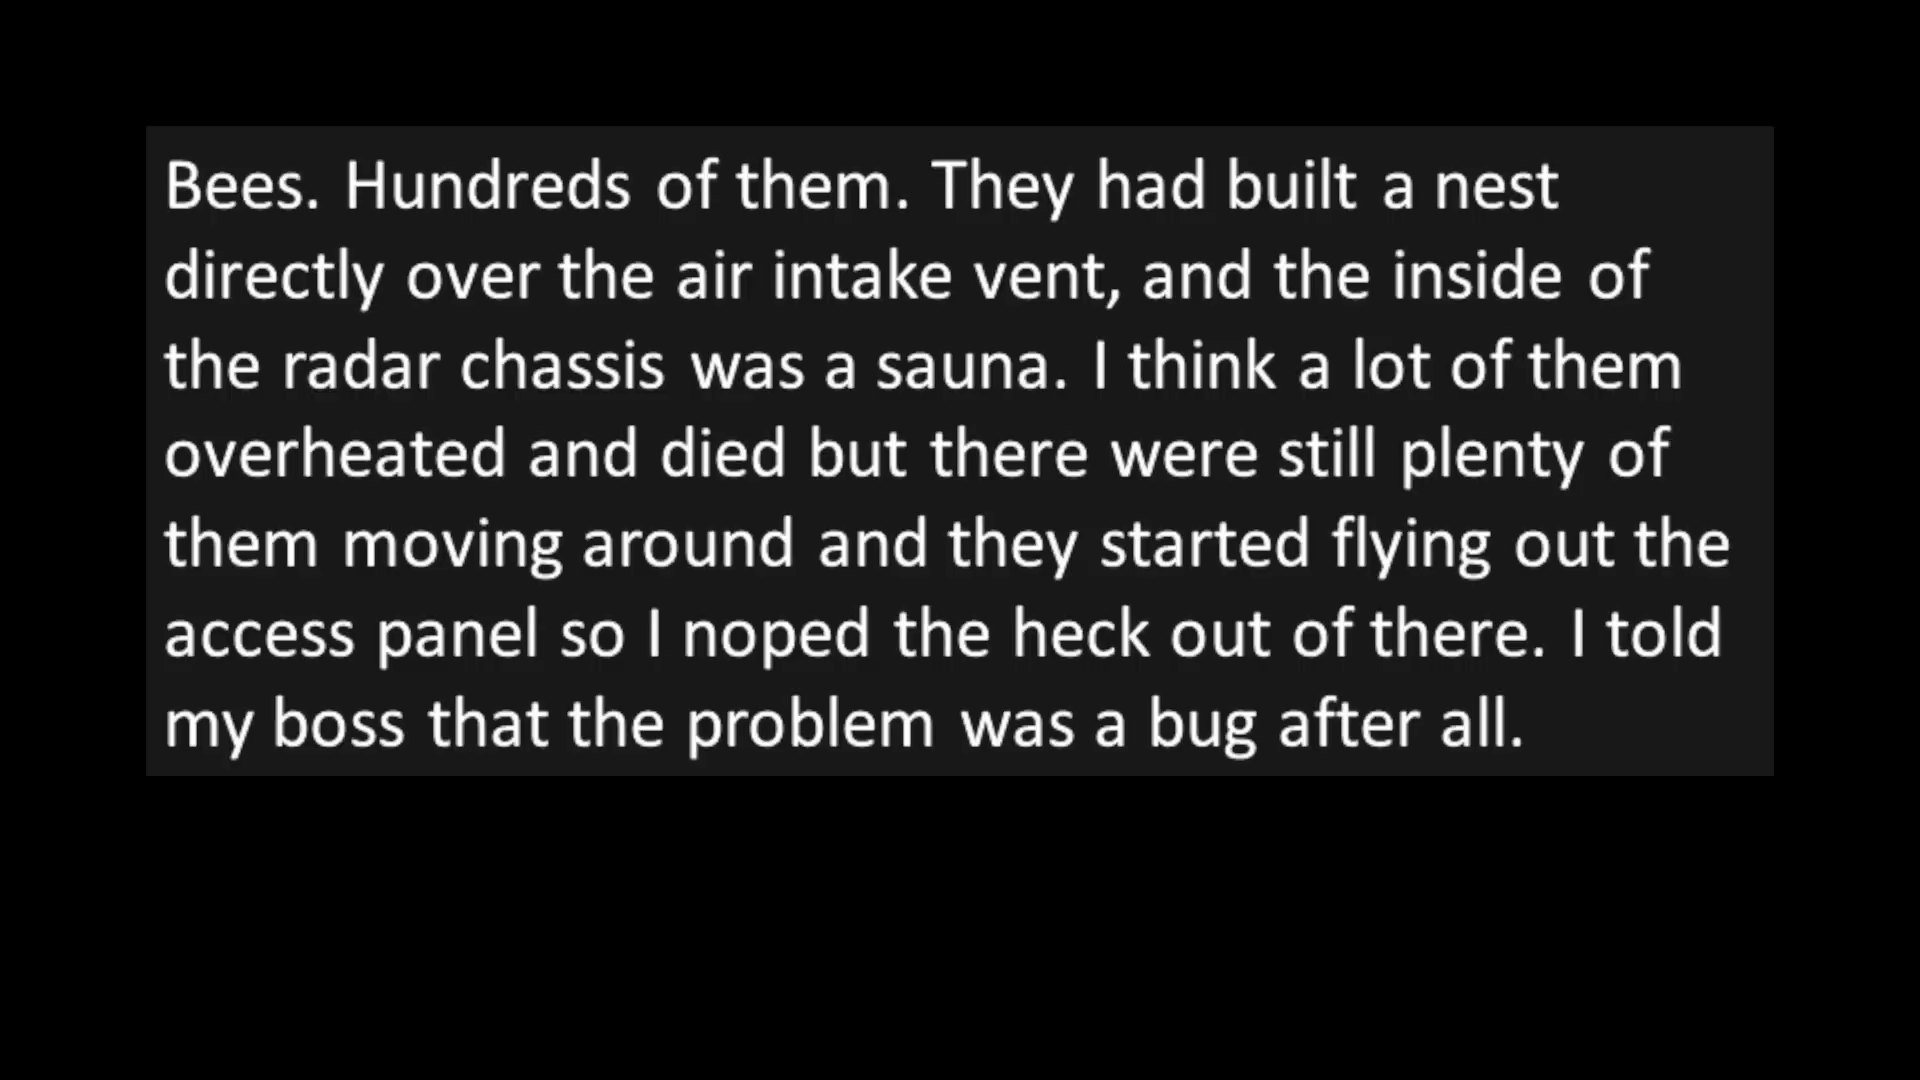 Bees. Hundreds of them. They had built a nest
directly over the air intake vent, and the inside of
the radar chassis was a sauna. I think a lot of them
overheated and died but there were still plenty of
them moving around and they started flying out the
access panel so I noped the heck out of there. I told
my boss that the problem was a bug after all.